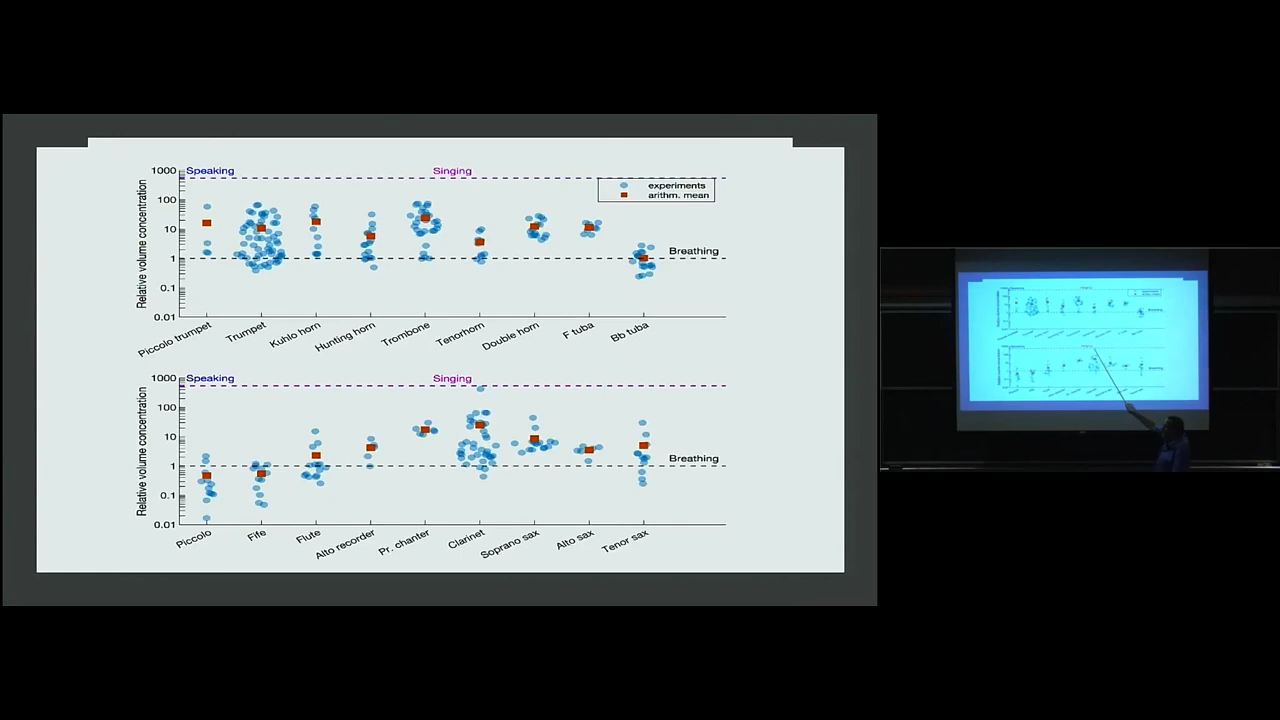 Speaking Singing
experiments
arithm. mean
Breathing
Relative volume concentration
1000
100
10
1
0.1
0.01
Piccolo trumpet
Trumpet
Kuhlo horn
Hunting horn
Trombone
Tenorhorn
Double horn
F tuba
Bb tuba
Speaking Singing
Breathing
Relative volume concentration
1000
100
10
1
0.1
0.01
Piccolo
Fife
Flute
Alto recorder
Pr. chanter
Clarinet
Soprano sax
Alto sax
Tenor sax